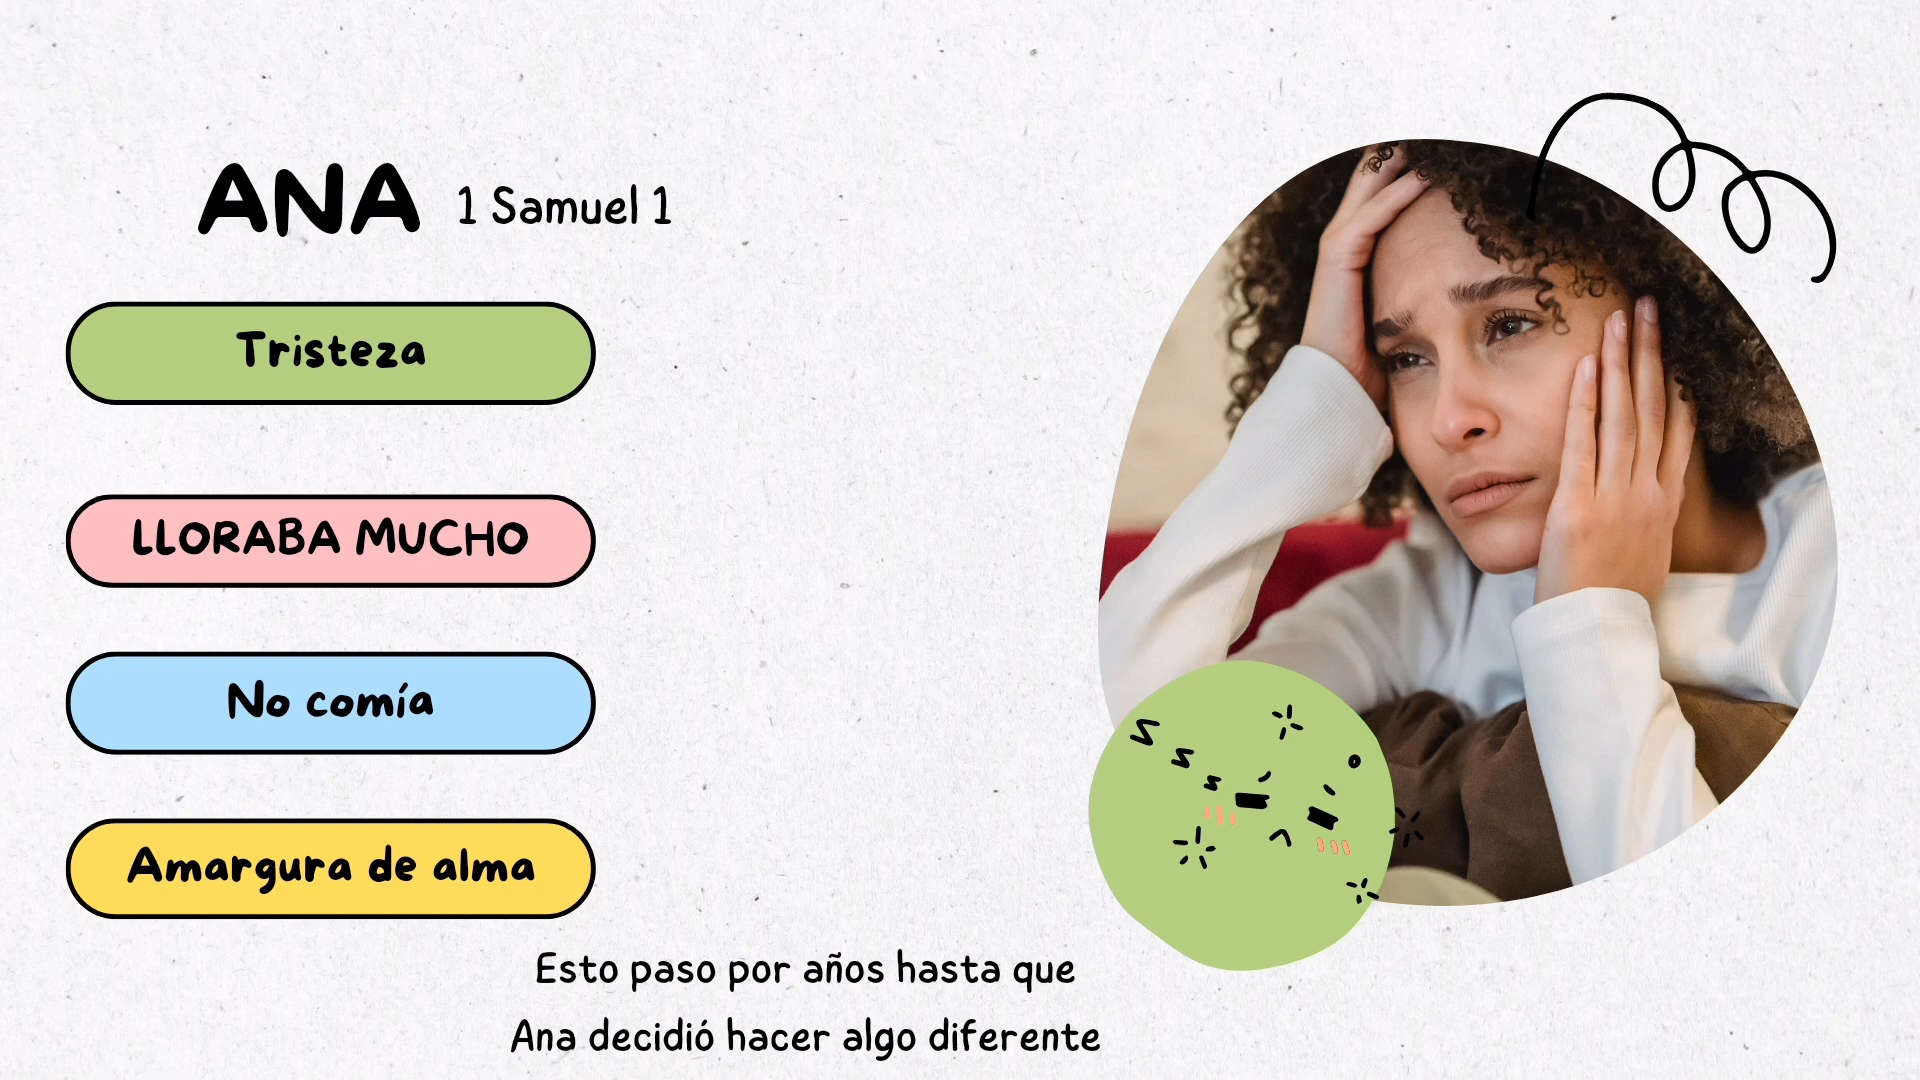 ANA 1 Samuel 1
Tristeza
LLORABA MUCHO
No comía
Amargura de alma
Esto paso por años hasta que
Ana decidió hacer algo diferente